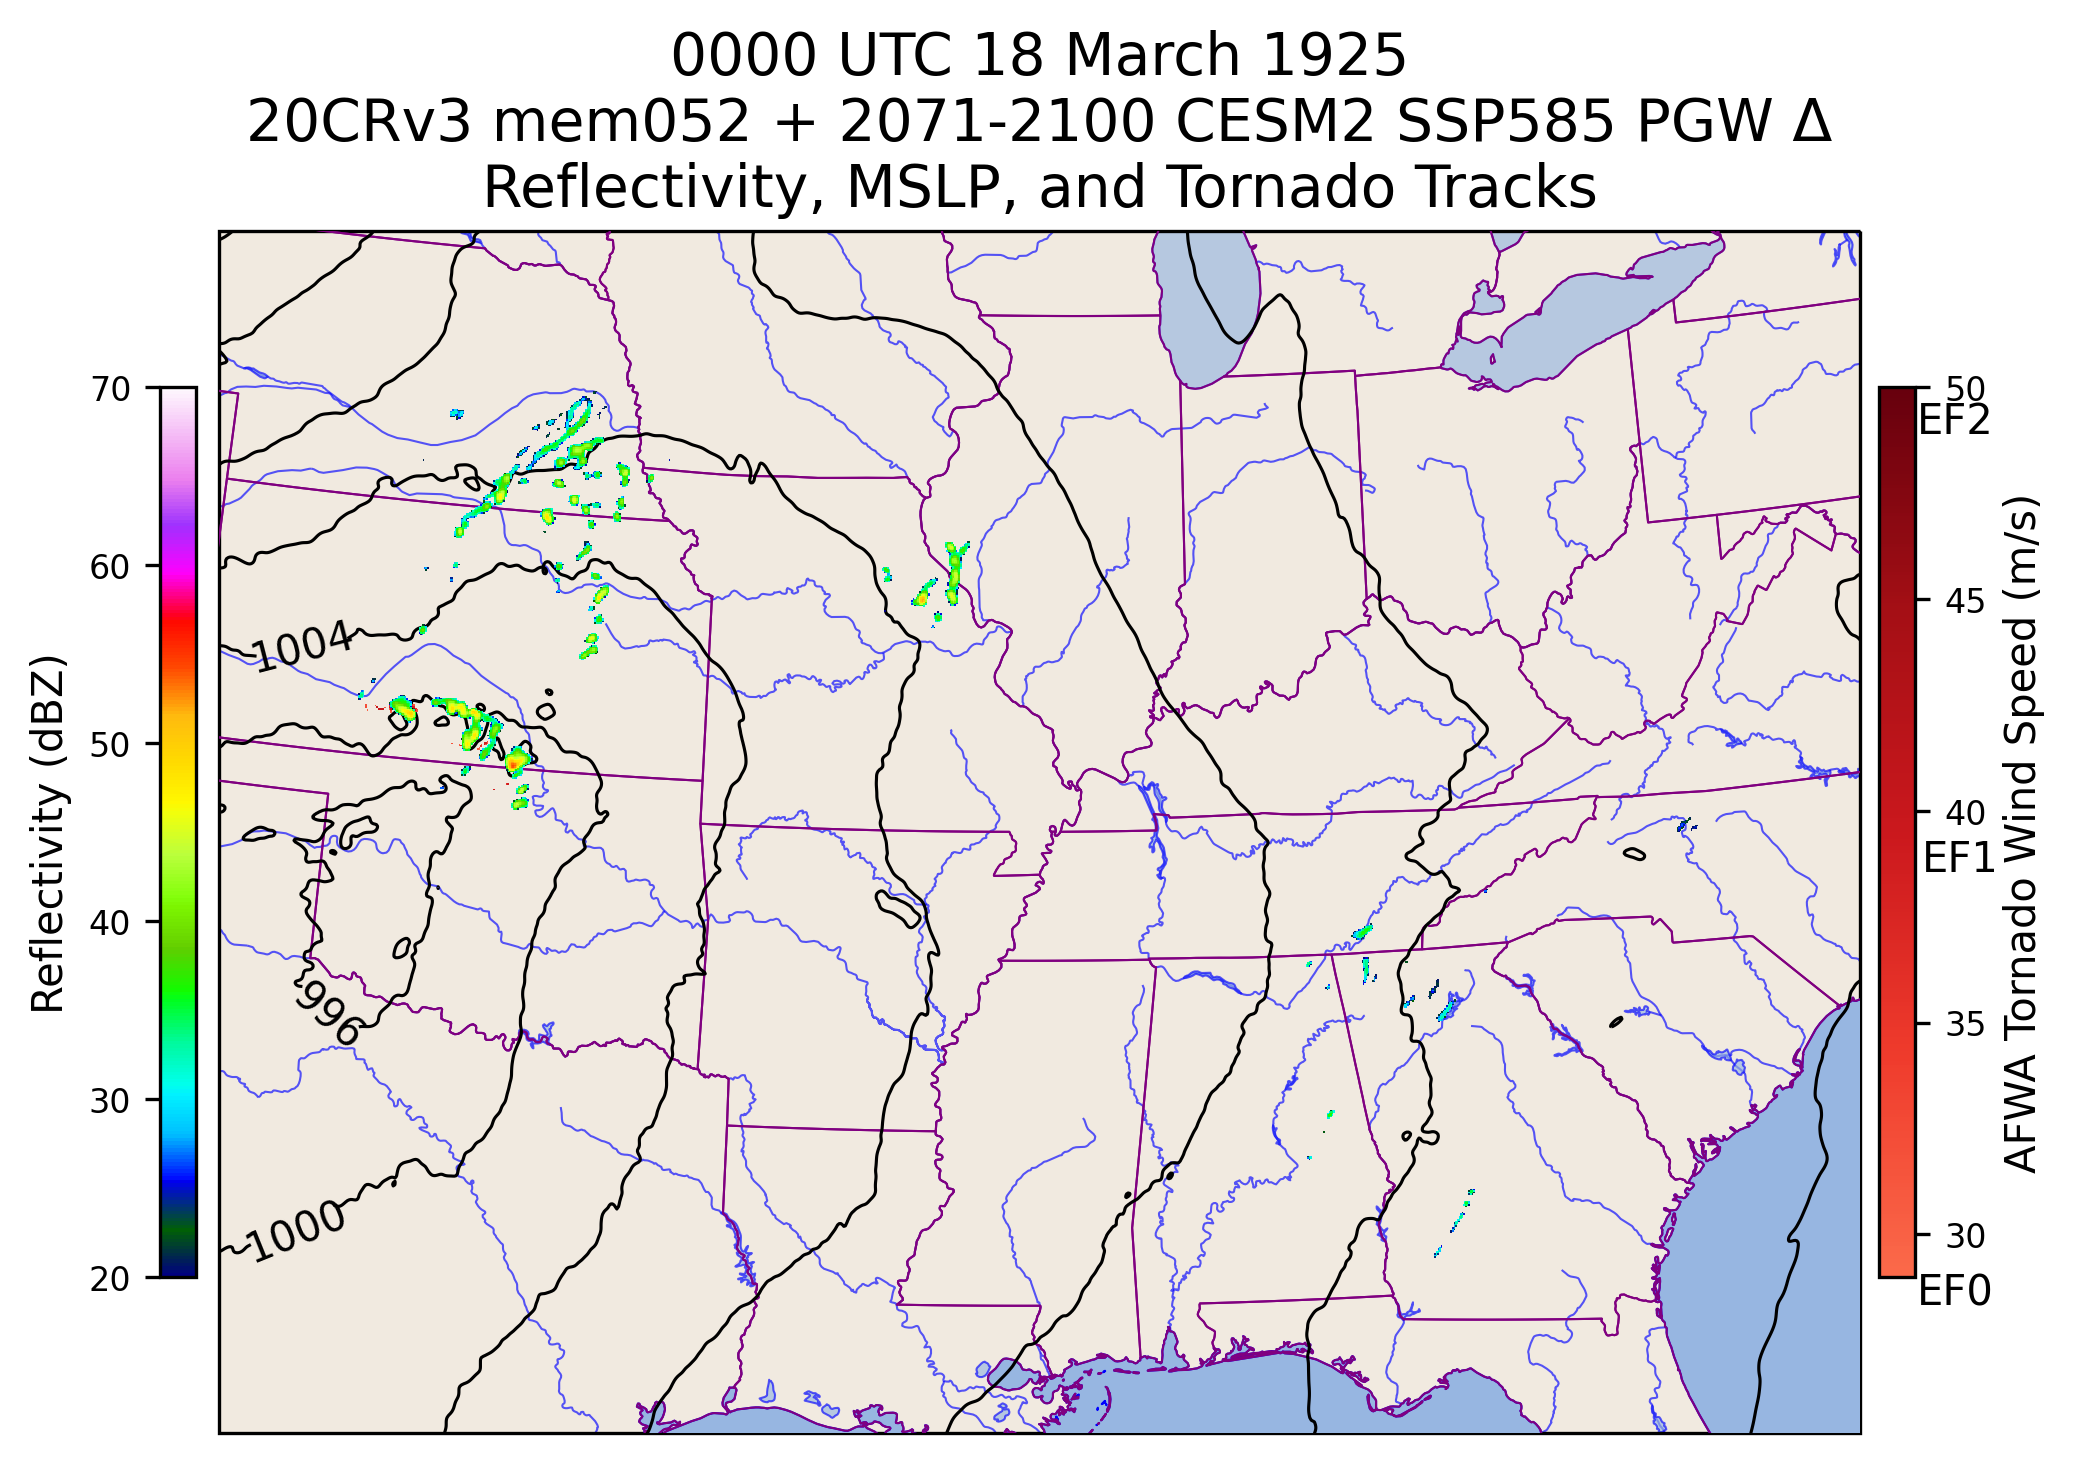 0000 UTC 18 March 1925
20CRv3 mem052 + 2071-2100 CESM2 SSP585 PGW Δ
Reflectivity, MSLP, and Tornado Tracks
70
60
50
40
30
20
Reflectivity (dBZ)
1004
996
1000
50
EF2
45
40
EF1
35
30
EF0
AFWA Tornado Wind Speed (m/s)